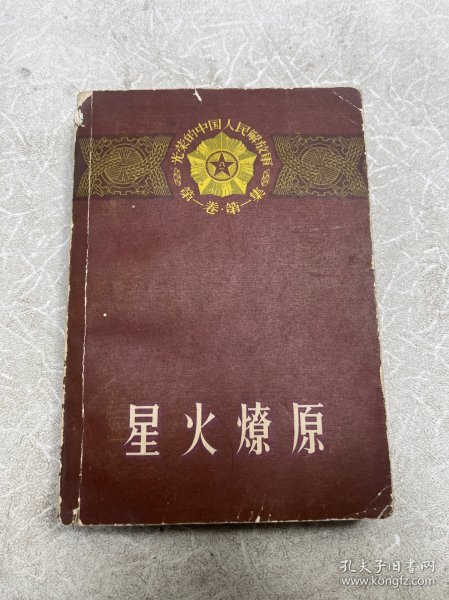 光荣的中国人民解放軍
第一卷·第一集
星火燎原
孔夫子旧书网
www.kongfz.com